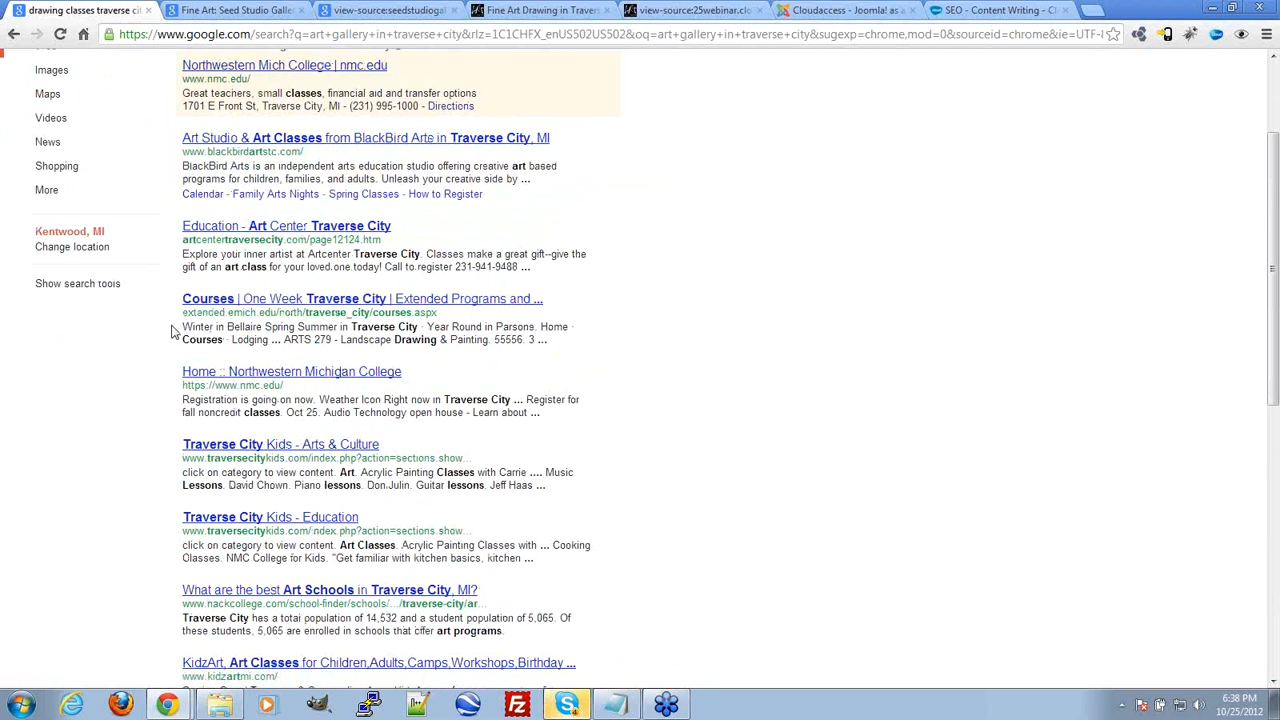 drawing classes traverse cit
Fine Art: Seed Studio Galle
view-source:seedstudiogal
Fine Art Drawing in Travers
view-source:25webinar.clo
Cloudaccess - Joomla! as a
SEO - Content Writing - Cl
https://www.google.com/search?q=art+gallery+in+traverse+city&rlz=1C1CHFX_enUS502US502&oq=art+gallery+in+traverse+city&sugexp=chrome,mod=0&sourceid=chrome&ie=UTF-
Images
Maps
Videos
News
Shopping
More
Kentwood, MI
Change location
Show search tools
Northwestern Mich College | nmc.edu
www.nmc.edu/
Great teachers, small classes, financial aid and transfer options
1701 E Front St, Traverse City, MI - (231) 995-1000 - Directions
Art Studio & Art Classes from BlackBird Arts in Traverse City, MI
www.blackbirdartstc.com/
BlackBird Arts is an independent arts education studio offering creative art based
programs for children, families, and adults. Unleash your creative side by ...
Calendar - Family Arts Nights - Spring Classes - How to Register
Education - Art Center Traverse City
artcentertraversecity.com/page12124.htm
Explore your inner artist at Artcenter Traverse City. Classes make a great gift--give the
gift of an art class for your loved one today! Call to register 231-941-9488 ...
Courses | One Week Traverse City | Extended Programs and ...
extended.emich.edu/north/traverse_city/courses.aspx
Winter in Bellaire Spring Summer in Traverse City · Year Round in Parsons. Home ·
Courses · Lodging ... ARTS 279 - Landscape Drawing & Painting. 55556. 3 ...
Home :: Northwestern Michigan College
https://www.nmc.edu/
Registration is going on now. Weather Icon Right now in Traverse City ... Register for
fall noncredit classes. Oct 25. Audio Technology open house - Learn about ...
Traverse City Kids - Arts & Culture
www.traversecitykids.com/index.php?action=sections.show...
click on category to view content. Art. Acrylic Painting Classes with Carrie .... Music
Lessons. David Chown. Piano lessons. Don Julin. Guitar lessons. Jeff Haas ...
Traverse City Kids - Education
www.traversecitykids.com/index.php?action=sections.show...
click on category to view content. Art Classes. Acrylic Painting Classes with ... Cooking
Classes. NMC College for Kids. "Get familiar with kitchen basics, kitchen ...
What are the best Art Schools in Traverse City, MI?
www.nackcollege.com/school-finder/schools/.../traverse-city/ar...
Traverse City has a total population of 14,532 and a student population of 5,065. Of
these students, 5,065 are enrolled in schools that offer art programs.
KidzArt, Art Classes for Children,Adults,Camps,Workshops,Birthday ...
www.kidzartmi.com/
6:38 PM
10/25/2012